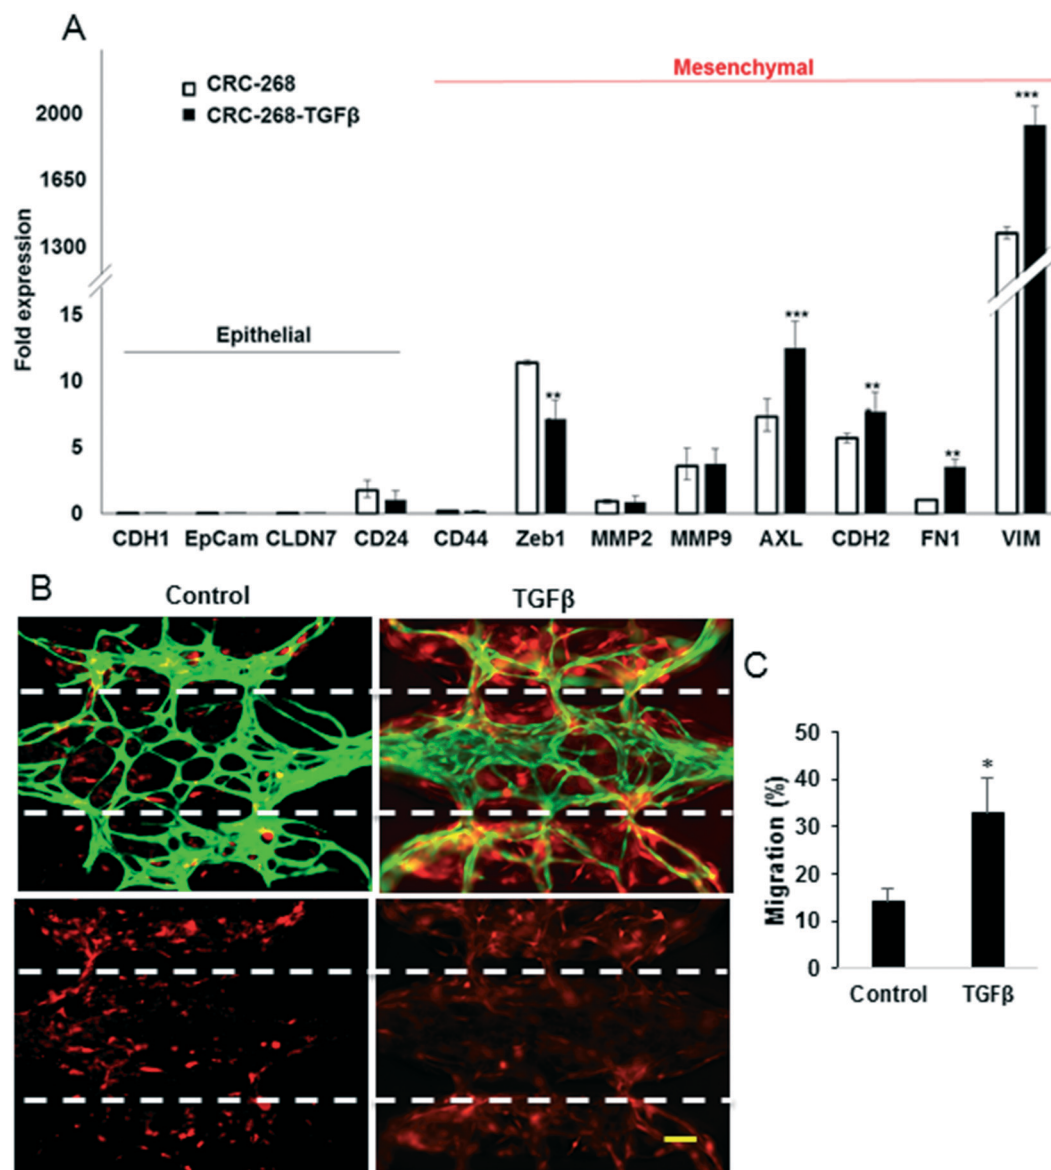 A
Mesenchymal
CRC-268
CRC-268-TGFβ
***
2000
1650
1300
Fold expression
15
Epithelial
***
10
**
**
5
**
0
CDH1 EpCam CLDN7 CD24 CD44 Zeb1 MMP2 MMP9 AXL CDH2 FN1 VIM
B
Control TGFβ
C
50
*
40
30
20
10
0
Migration (%)
Control TGFβ